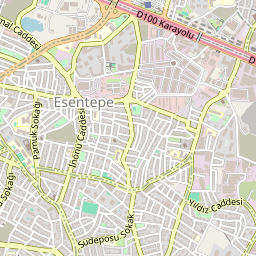 D100 Karayolu
D
mal Caddesi
Esentepe
Pamuk Sokağı
İnönü Caddesi
a Sokağı
Yıldız Caddesi
Sudeposu Sokak